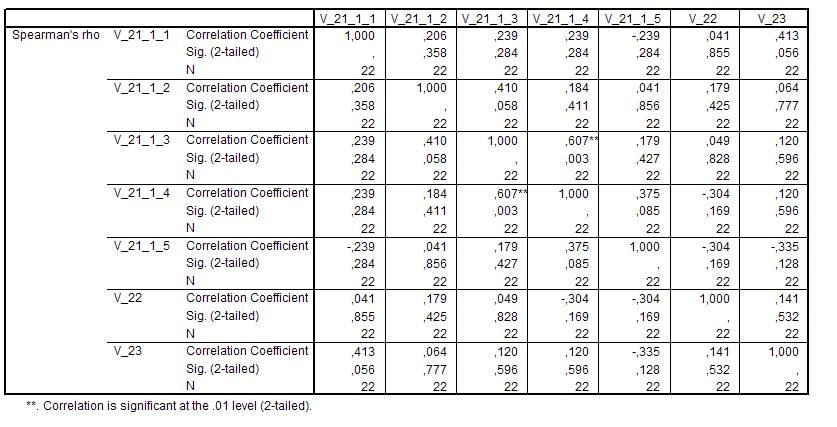 V_21_1_1 V_21_1_2 V_21_1_3 V_21_1_4 V_21_1_5 V_22 V_23
Spearman's rho V_21_1_1 Correlation Coefficient 1,000 ,206 ,239 ,239 -,239 ,041 ,413
Sig. (2-tailed) , ,358 ,284 ,284 ,284 ,855 ,056
N 22 22 22 22 22 22 22
V_21_1_2 Correlation Coefficient ,206 1,000 ,410 ,184 ,041 ,179 ,064
Sig. (2-tailed) ,358 , ,058 ,411 ,856 ,425 ,777
N 22 22 22 22 22 22 22
V_21_1_3 Correlation Coefficient ,239 ,410 1,000 ,607** ,179 ,049 ,120
Sig. (2-tailed) ,284 ,058 , ,003 ,427 ,828 ,596
N 22 22 22 22 22 22 22
V_21_1_4 Correlation Coefficient ,239 ,184 ,607** 1,000 ,375 -,304 ,120
Sig. (2-tailed) ,284 ,411 ,003 , ,085 ,169 ,596
N 22 22 22 22 22 22 22
V_21_1_5 Correlation Coefficient -,239 ,041 ,179 ,375 1,000 -,304 -,335
Sig. (2-tailed) ,284 ,856 ,427 ,085 , ,169 ,128
N 22 22 22 22 22 22 22
V_22 Correlation Coefficient ,041 ,179 ,049 -,304 -,304 1,000 ,141
Sig. (2-tailed) ,855 ,425 ,828 ,169 ,169 , ,532
N 22 22 22 22 22 22 22
V_23 Correlation Coefficient ,413 ,064 ,120 ,120 -,335 ,141 1,000
Sig. (2-tailed) ,056 ,777 ,596 ,596 ,128 ,532 ,
N 22 22 22 22 22 22 22
**. Correlation is significant at the .01 level (2-tailed).